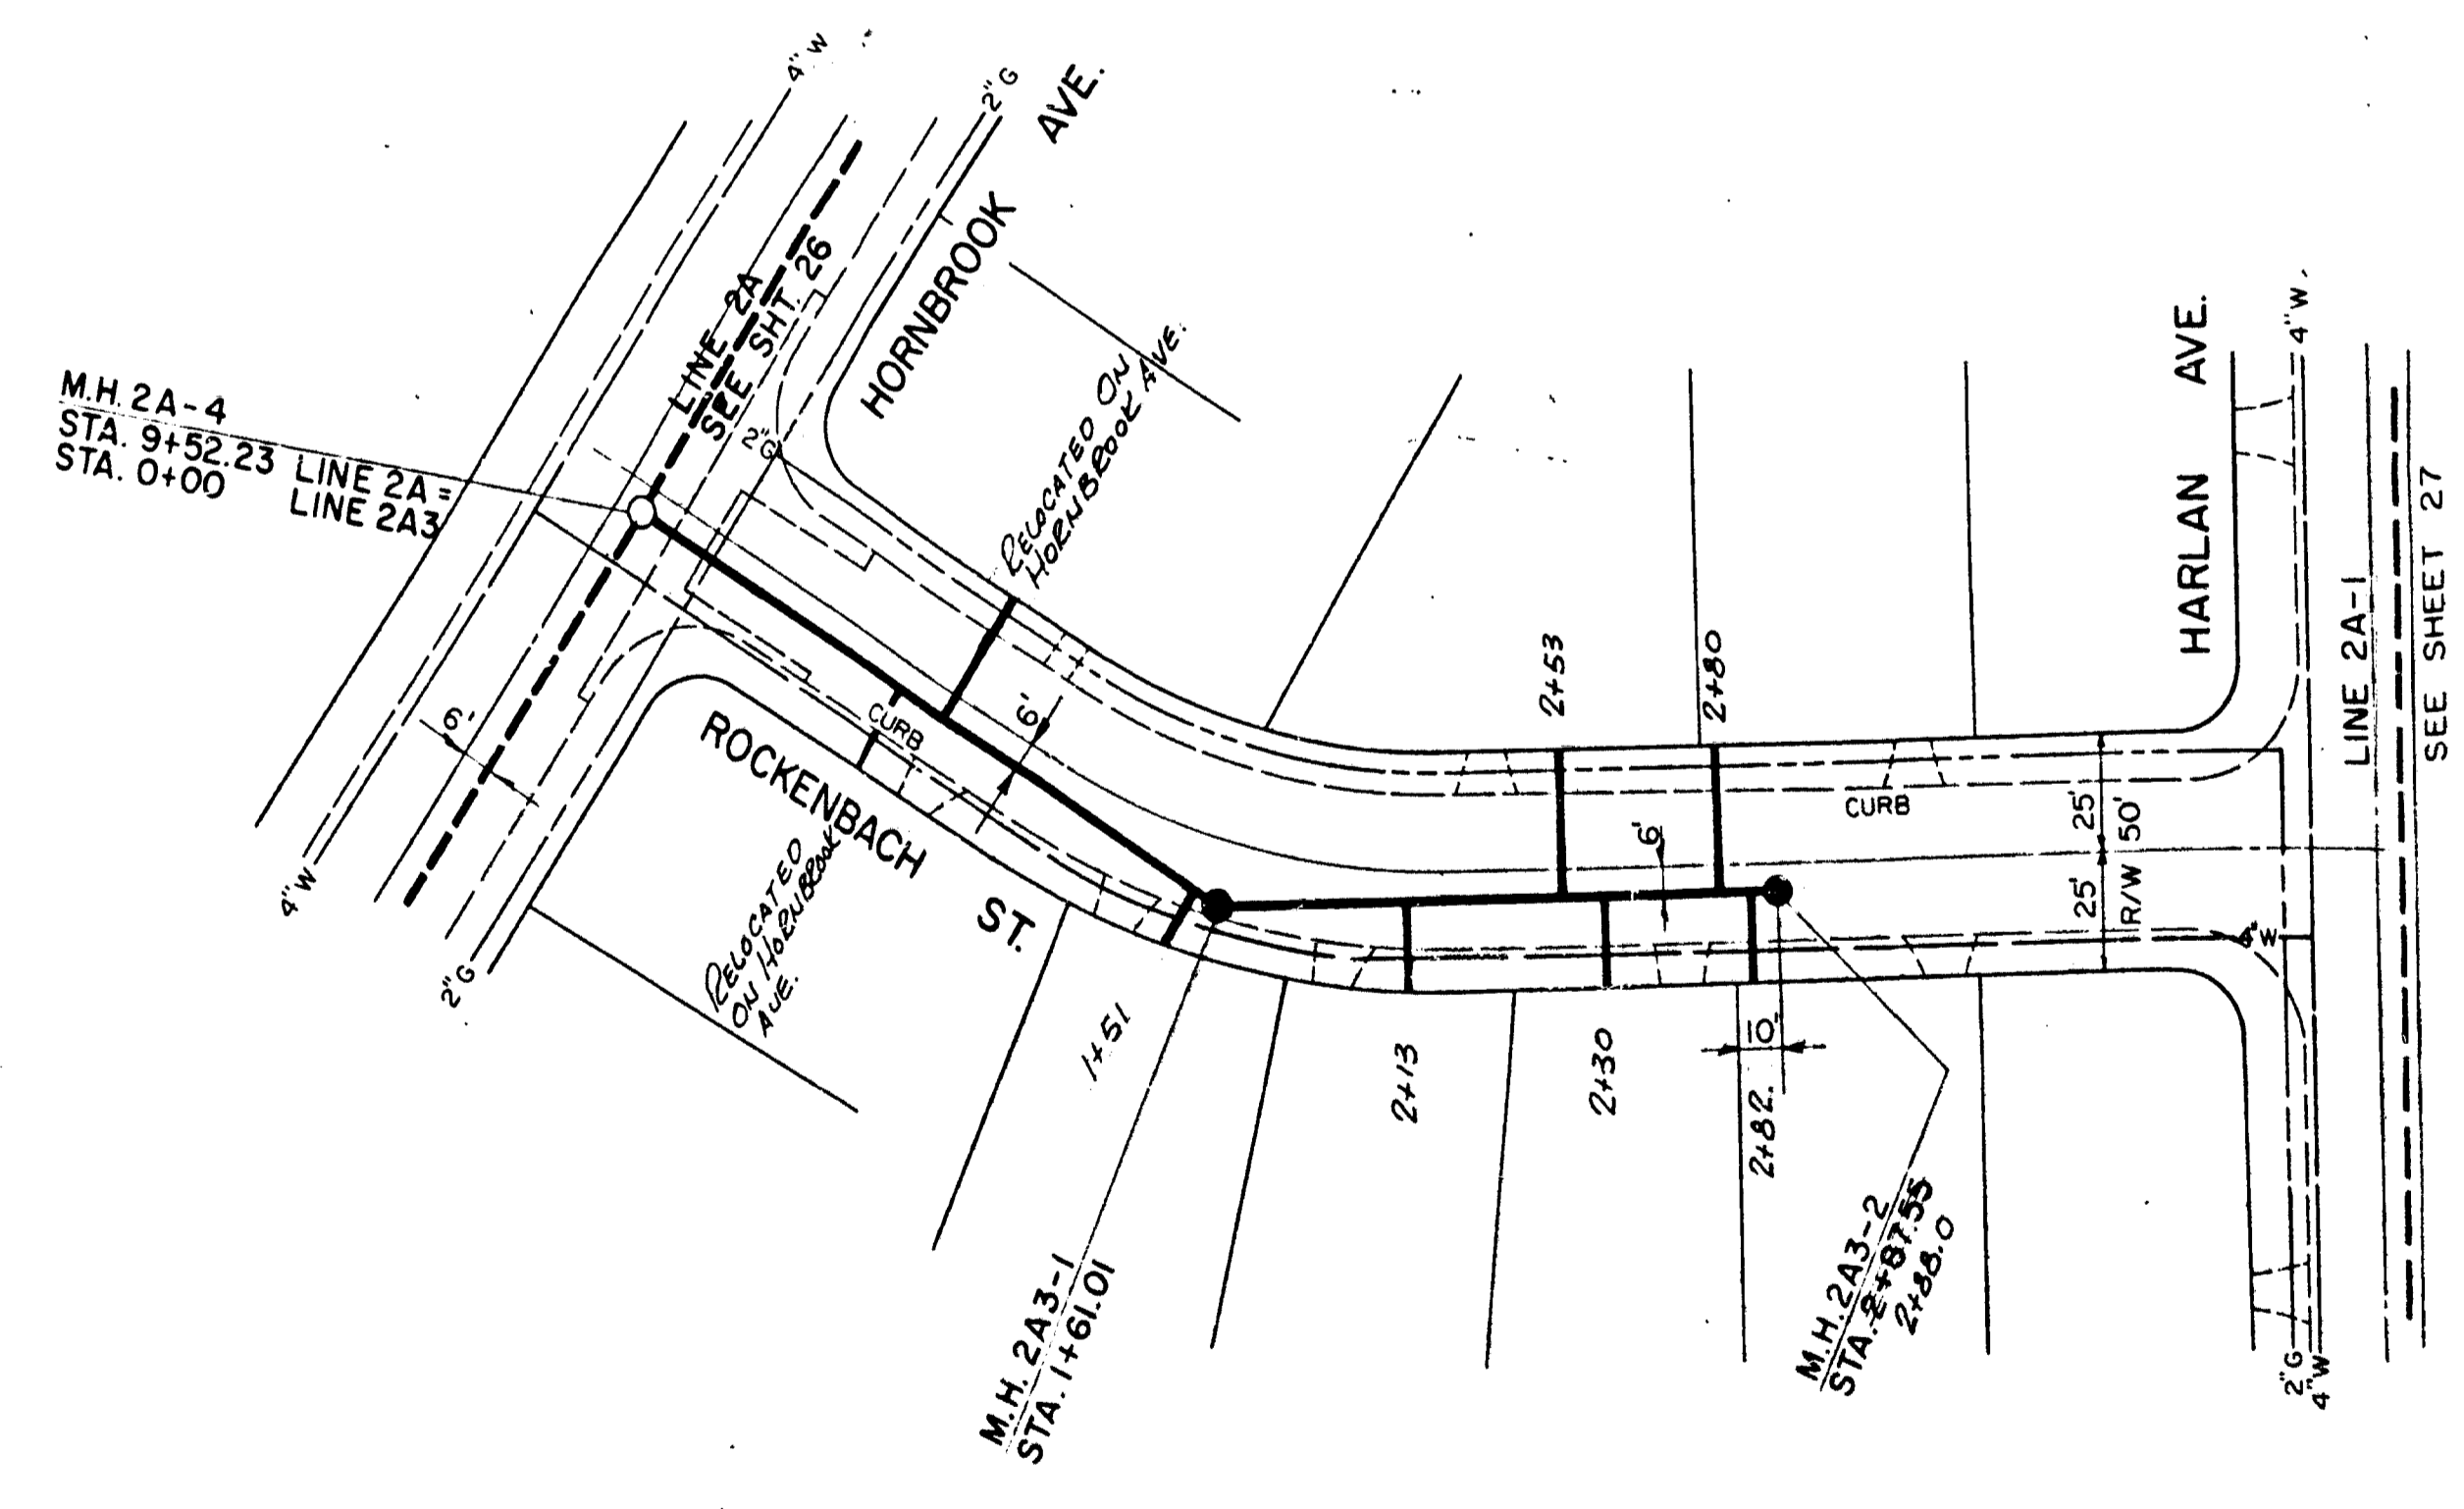 4"W
2"G
HORNBROOK AVE.
LINE 2A
SEE SHT. 26
M.H. 2A-4
STA. 9+52.23 LINE 2A =
STA. 0+00 LINE 2A3
2"G
RELOCATED ON
HORNBROOK AVE.
6'
CURB
6'
ROCKENBACH ST.
4"W
2"G
RELOCATED
ON HORNBROOK
AVE.
1+51
M.H. 2A3-1
STA. 1+61.01
2+53
2+80
6'
CURB
25'
25'
R/W 50'
2+13
2+30
2+82
10'
M.H. 2A3-2
STA. 2+87.55
2+88.0
HARLAN AVE.
4"W.
4"W
LINE 2A-1
SEE SHEET 27
2"G
4"W